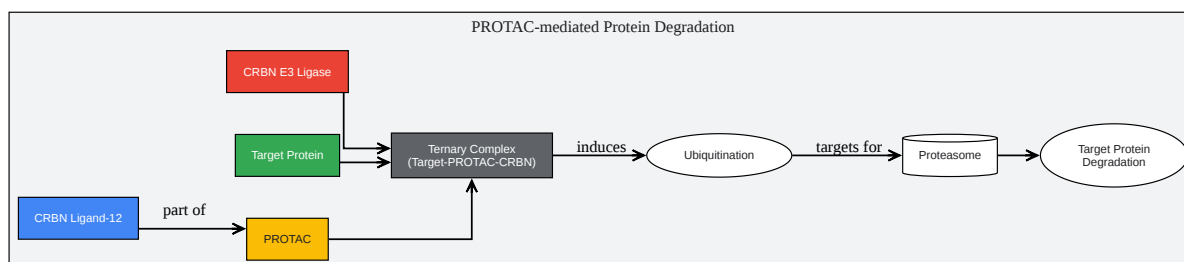 PROTAC-mediated Protein Degradation
CRBN E3 Ligase
Target Protein
Ternary Complex
(Target-PROTAC-CRBN)
induces
Ubiquitination
targets for
Proteasome
Target Protein
Degradation
CRBN Ligand-12
part of
PROTAC